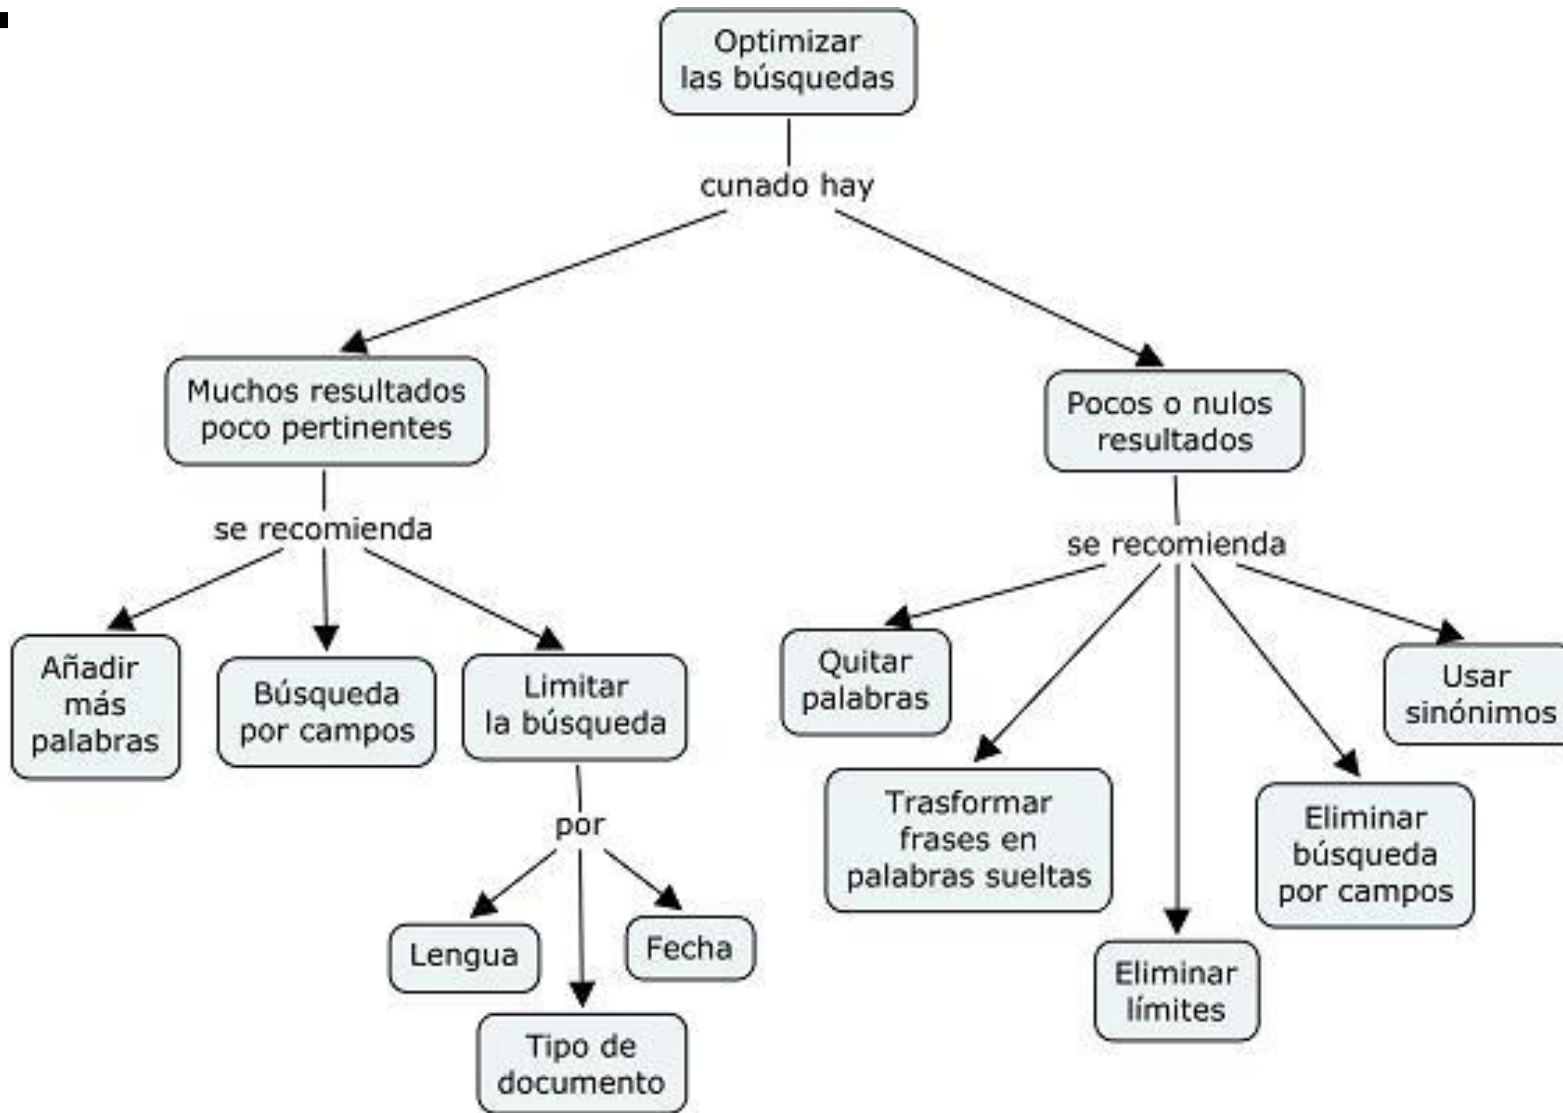 Optimizar
las búsquedas
cunado hay
Muchos resultados
poco pertinentes
se recomienda
Añadir
más
palabras
Búsqueda
por campos
Limitar
la búsqueda
por
Lengua
Tipo de
documento
Fecha
Pocos o nulos
resultados
se recomienda
Quitar
palabras
Trasformar
frases en
palabras sueltas
Eliminar
límites
Eliminar
búsqueda
por campos
Usar
sinónimos